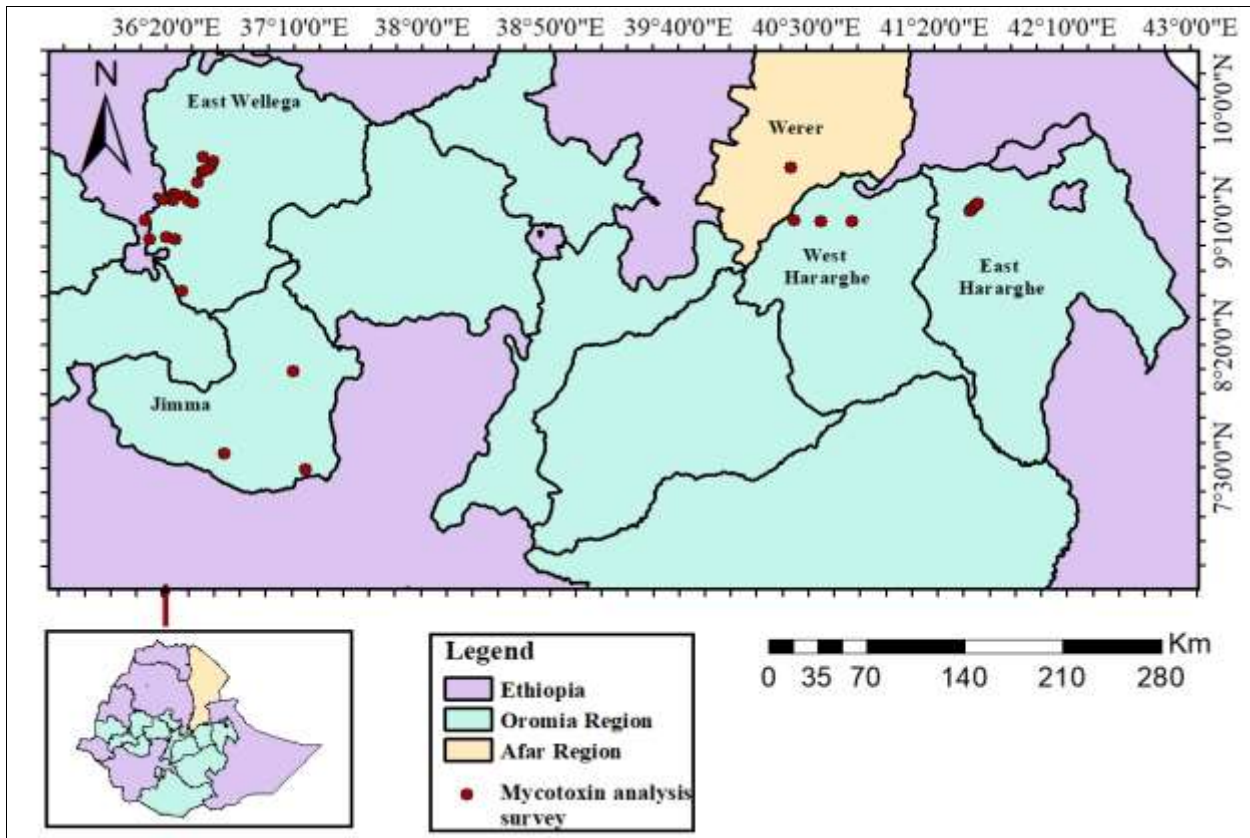 36°20'0"E 37°10'0"E 38°0'0"E 38°50'0"E 39°40'0"E 40°30'0"E 41°20'0"E 42°10'0"E 43°0'0"E
N
East Wellega
Werer
10°0'0"N
9°10'0"N
West
Hararghe
East
Hararghe
8°20'0"N
Jimma
7°30'0"N
Legend
Ethiopia
Oromia Region
Afar Region
Mycotoxin analysis
survey
Km
0 35 70 140 210 280